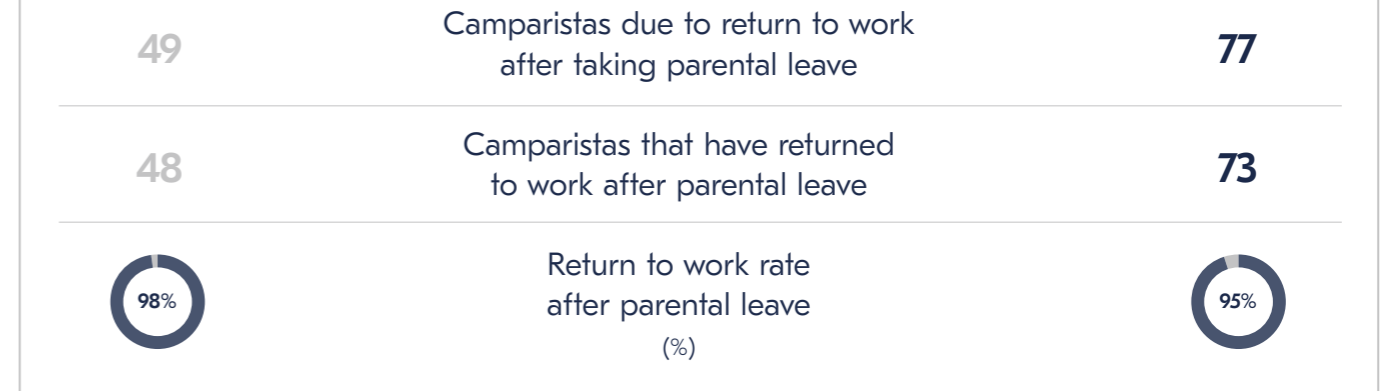 49
Camparistas due to return to work
after taking parental leave
77
48
Camparistas that have returned
to work after parental leave
73
98%
Return to work rate
after parental leave
(%)
95%